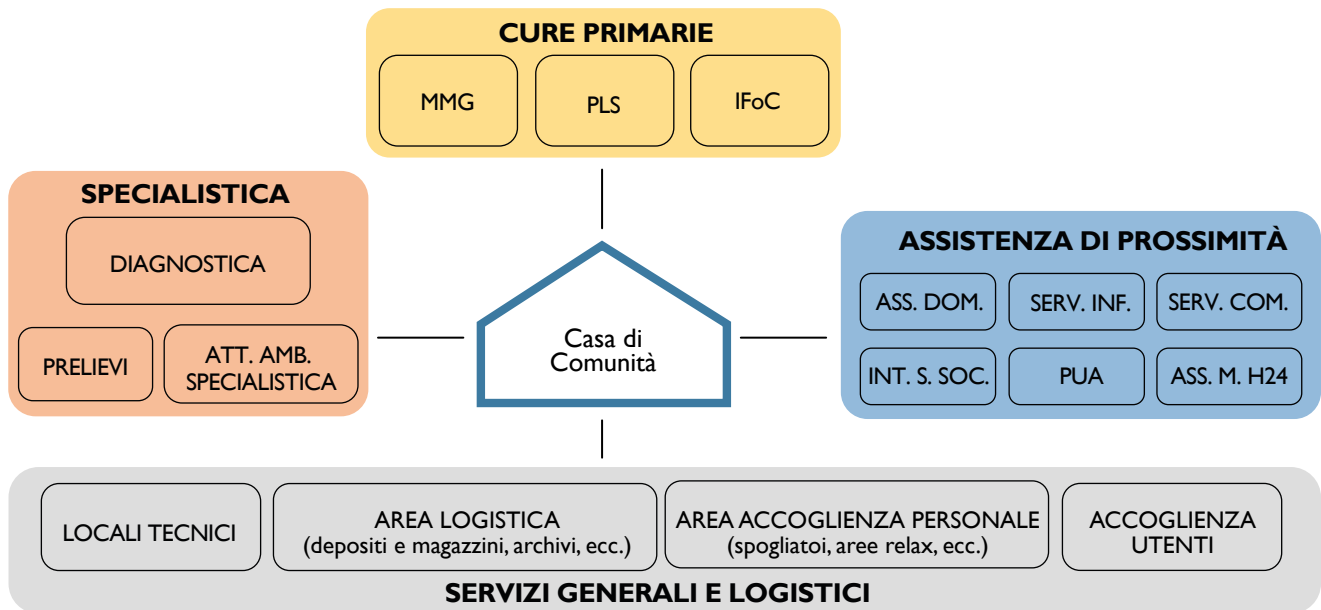 CURE PRIMARIE
MMG
PLS
IFoC
SPECIALISTICA
DIAGNOSTICA
PRELIEVI
ATT. AMB.
SPECIALISTICA
Casa di
Comunità
ASSISTENZA DI PROSSIMITÀ
ASS. DOM.
SERV. INF.
SERV. COM.
INT. S. SOC.
PUA
ASS. M. H24
LOCALI TECNICI
AREA LOGISTICA
(depositi e magazzini, archivi, ecc.)
AREA ACCOGLIENZA PERSONALE
(spogliatoi, aree relax, ecc.)
ACCOGLIENZA
UTENTI
SERVIZI GENERALI E LOGISTICI